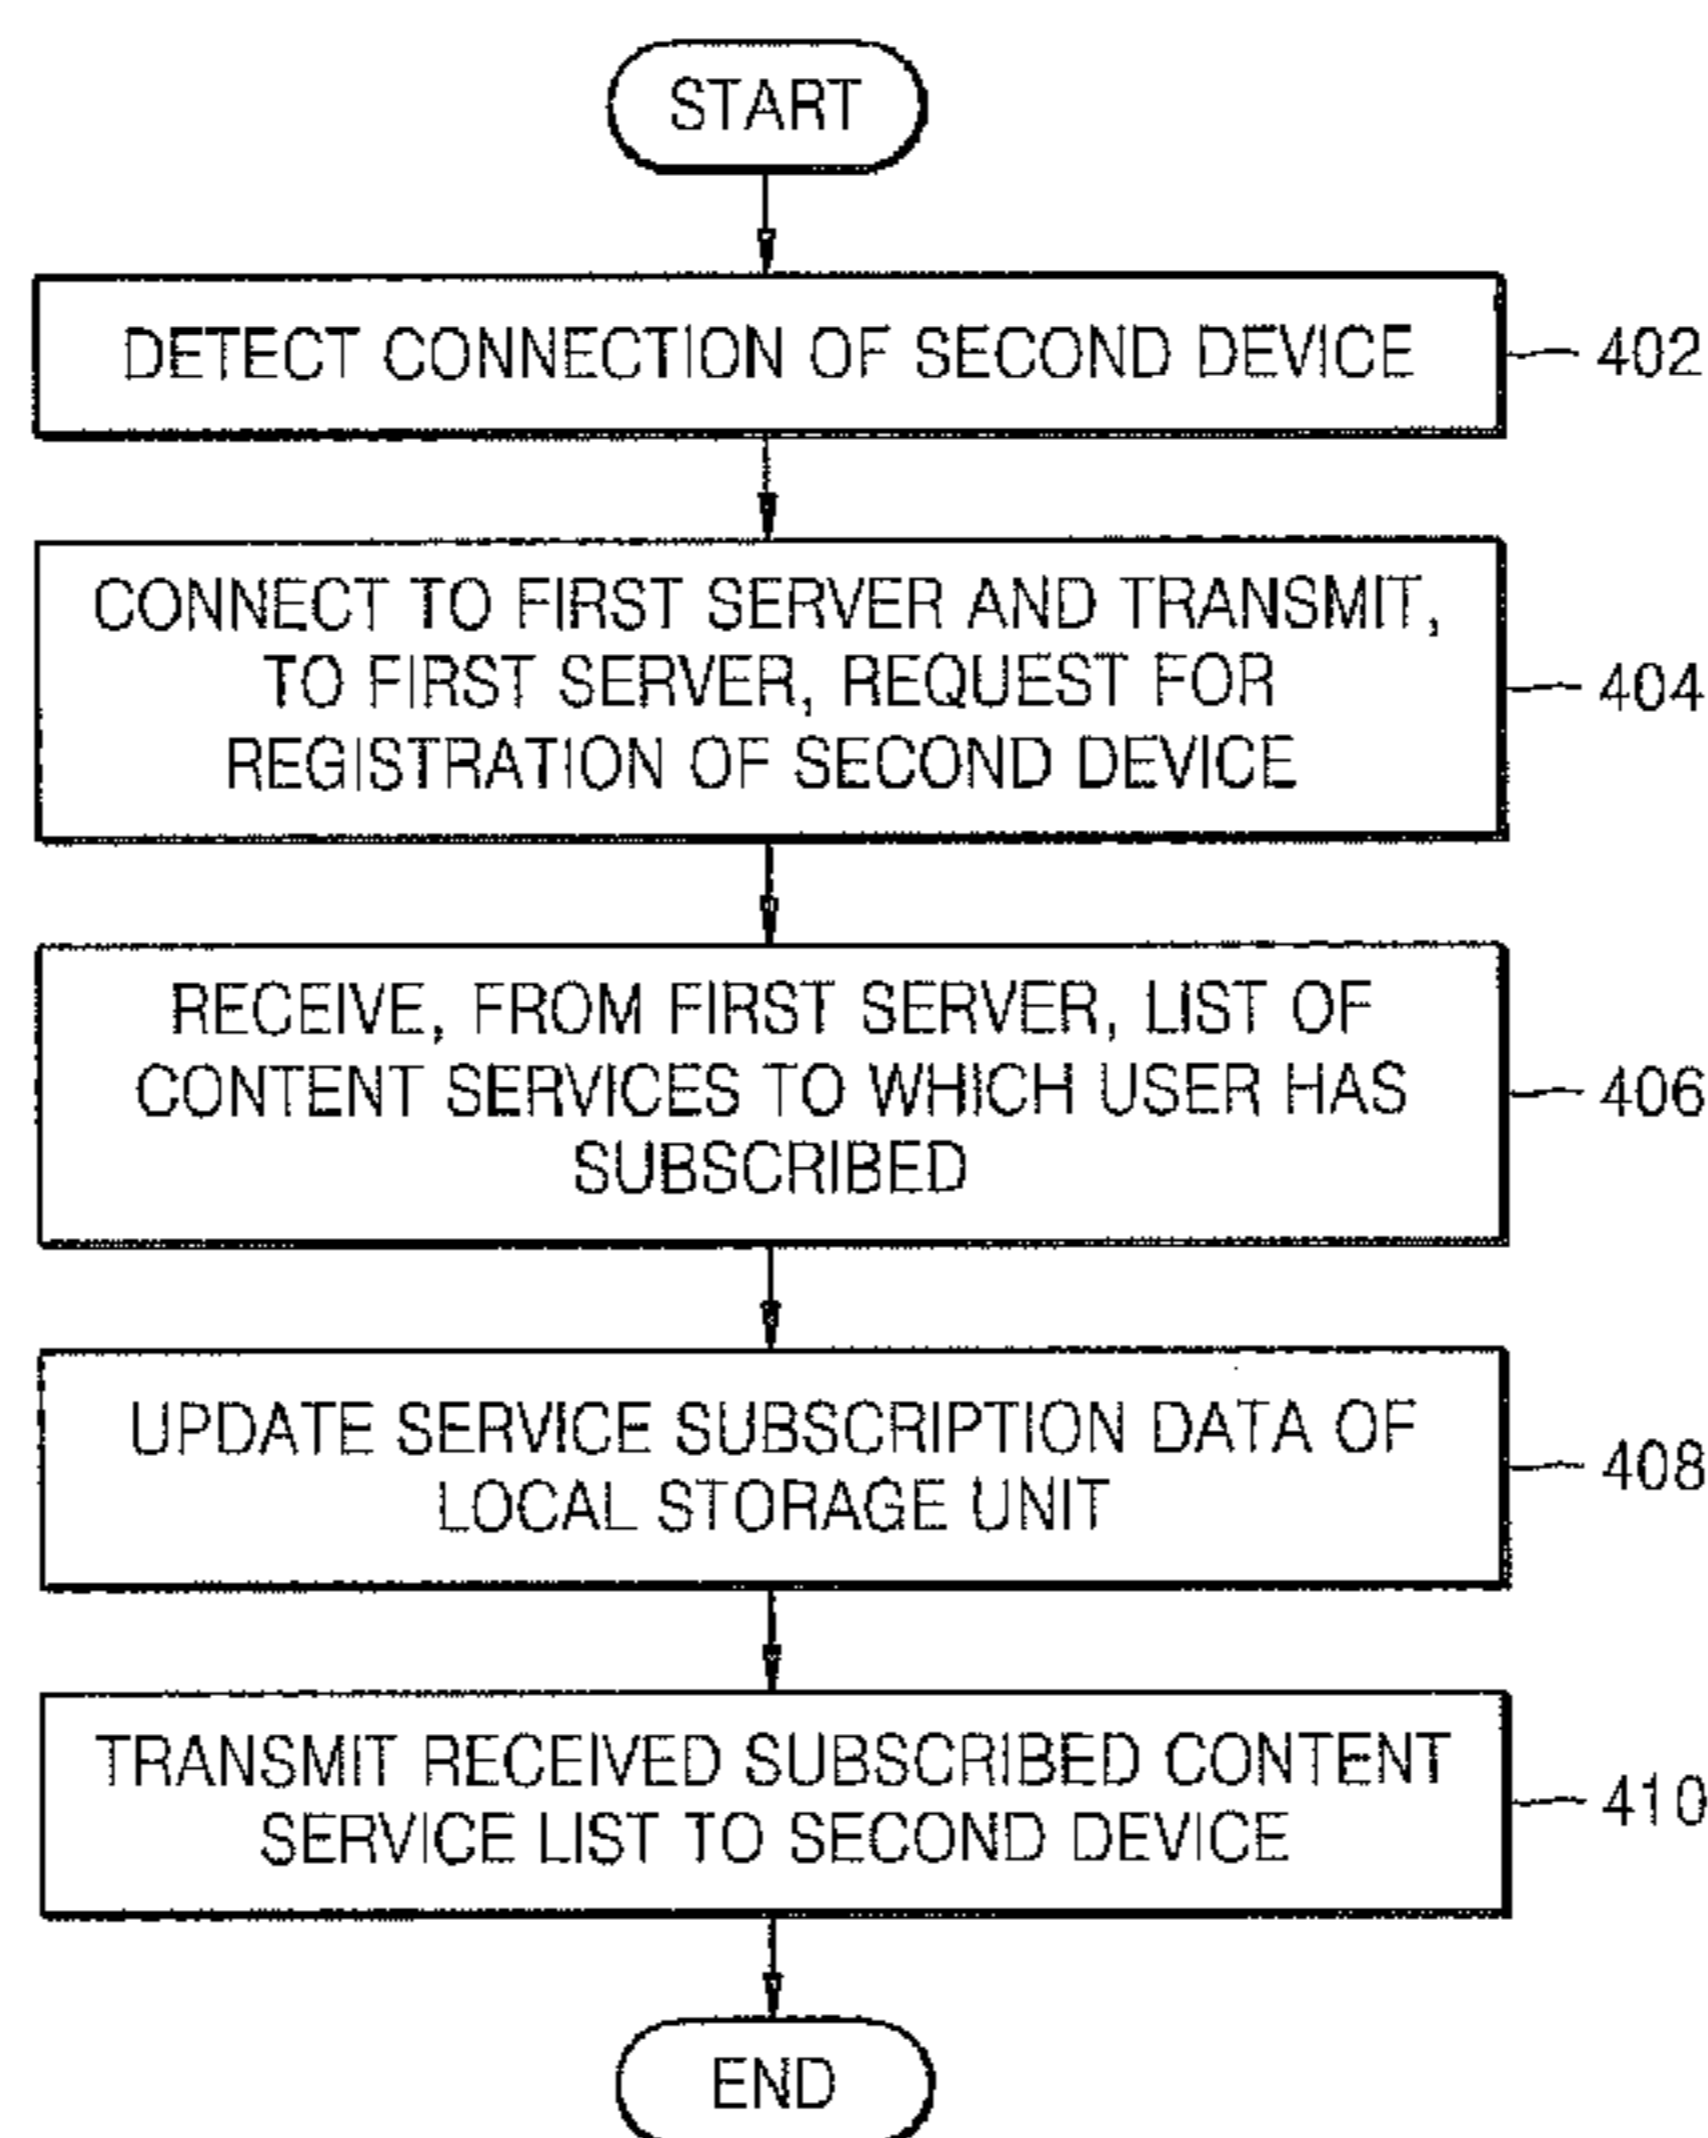 START
DETECT CONNECTION OF SECOND DEVICE
402
CONNECT TO FIRST SERVER AND TRANSMIT,
TO FIRST SERVER, REQUEST FOR
REGISTRATION OF SECOND DEVICE
404
RECEIVE, FROM FIRST SERVER, LIST OF
CONTENT SERVICES TO WHICH USER HAS
SUBSCRIBED
406
UPDATE SERVICE SUBSCRIPTION DATA OF
LOCAL STORAGE UNIT
408
TRANSMIT RECEIVED SUBSCRIBED CONTENT
SERVICE LIST TO SECOND DEVICE
410
END